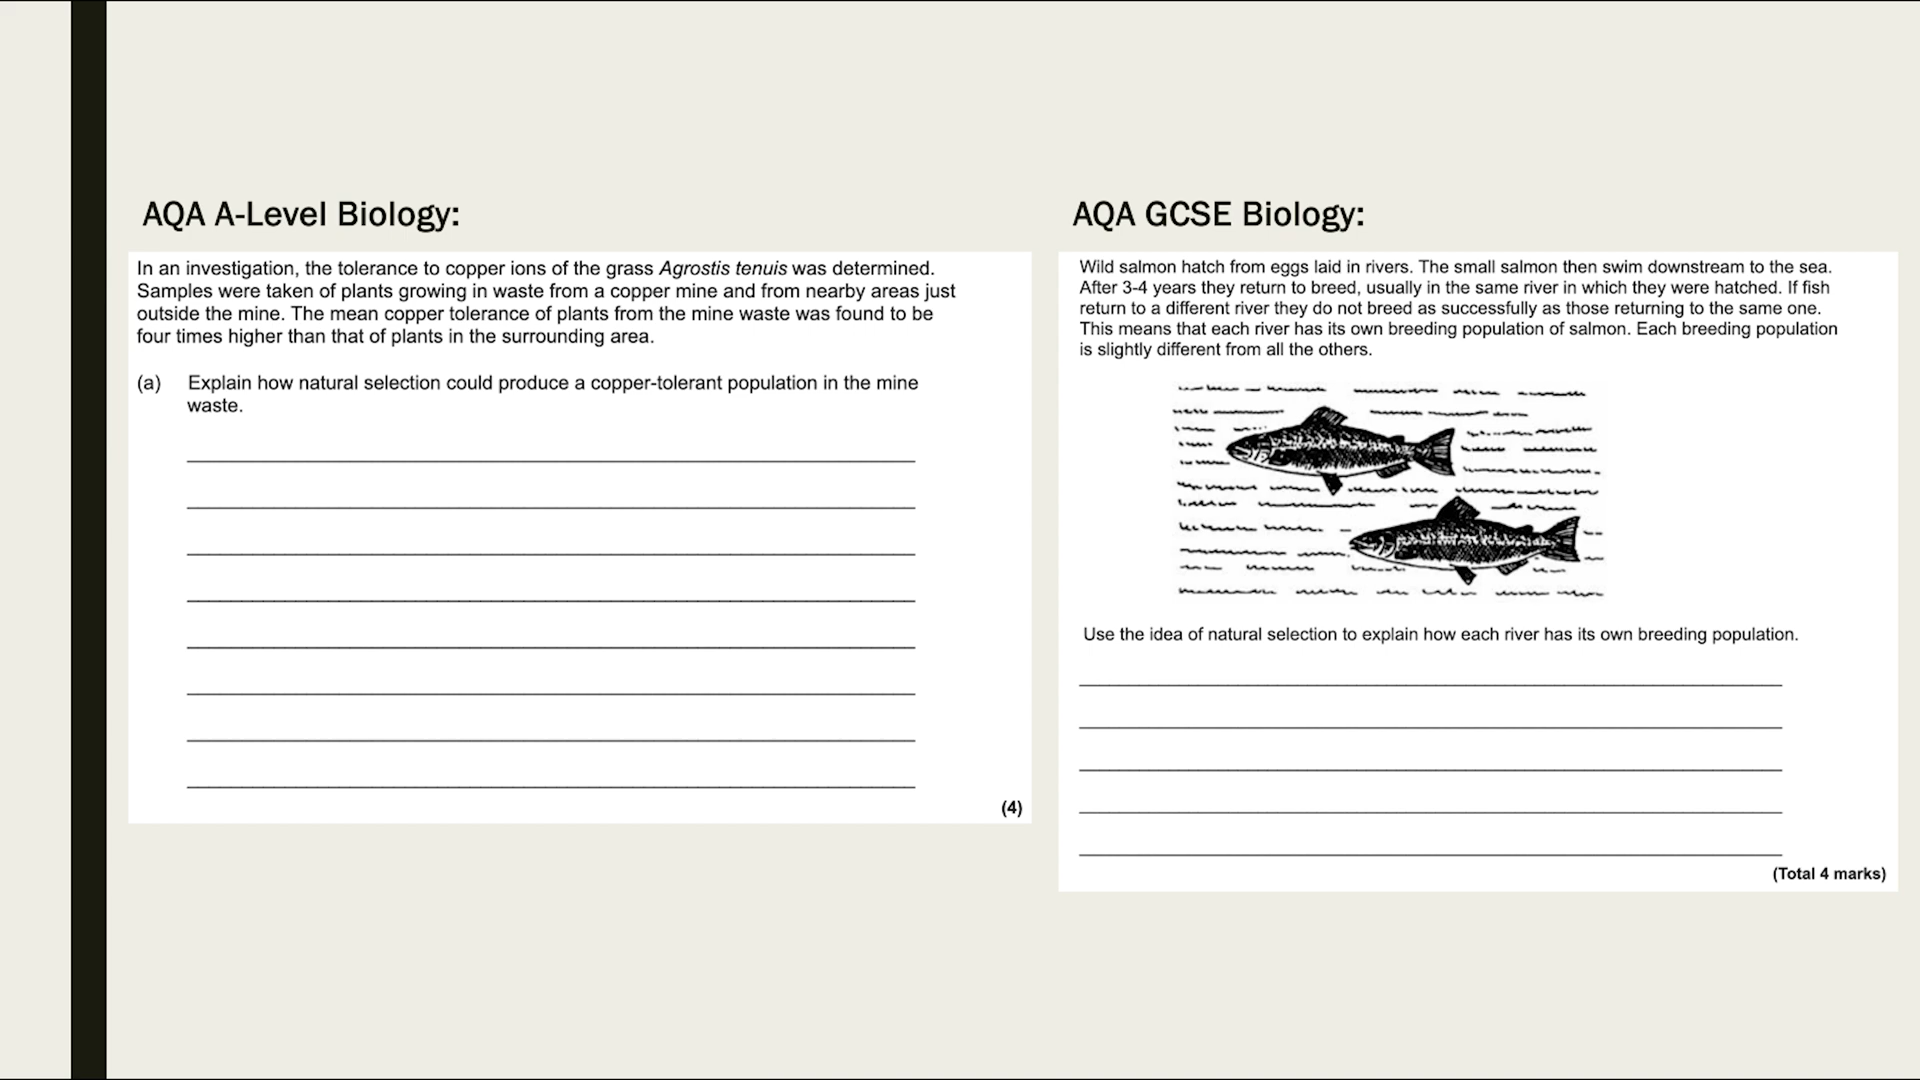 AQA A-Level Biology:
In an investigation, the tolerance to copper ions of the grass Agrostis tenuis was determined.
Samples were taken of plants growing in waste from a copper mine and from nearby areas just
outside the mine. The mean copper tolerance of plants from the mine waste was found to be
four times higher than that of plants in the surrounding area.
(a) Explain how natural selection could produce a copper-tolerant population in the mine
waste.
(4)
AQA GCSE Biology:
Wild salmon hatch from eggs laid in rivers. The small salmon then swim downstream to the sea.
After 3-4 years they return to breed, usually in the same river in which they were hatched. If fish
return to a different river they do not breed as successfully as those returning to the same one.
This means that each river has its own breeding population of salmon. Each breeding population
is slightly different from all the others.
Use the idea of natural selection to explain how each river has its own breeding population.
(Total 4 marks)